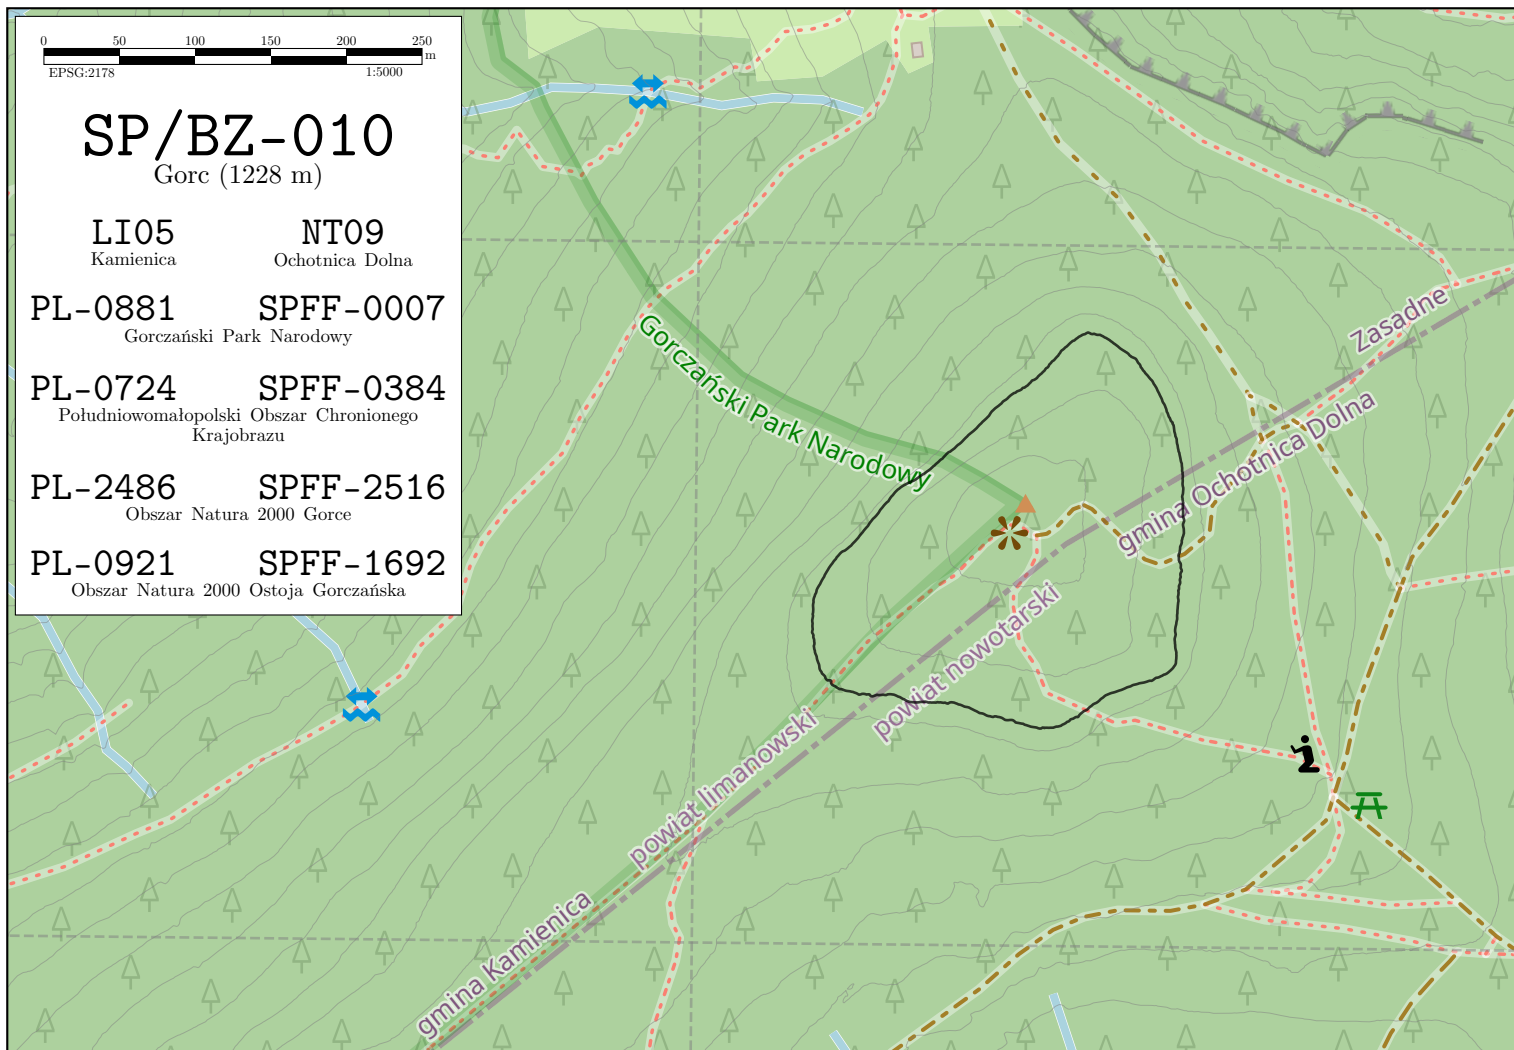 0 50 100 150 200 250
m
EPSG:2178 1:5000
SP/BZ-010
Gorc (1228 m)
LI05 NT09
Kamienica Ochotnica Dolna
PL-0881 SPFF-0007
Gorczański Park Narodowy
PL-0724 SPFF-0384
Południowomałopolski Obszar Chronionego
Krajobrazu
PL-2486 SPFF-2516
Obszar Natura 2000 Gorce
PL-0921 SPFF-1692
Obszar Natura 2000 Ostoja Gorczańska
Gorczański Park Narodowy
Zasadne
gmina Ochotnica Dolna
powiat nowotarski
powiat limanowski
gmina Kamienica